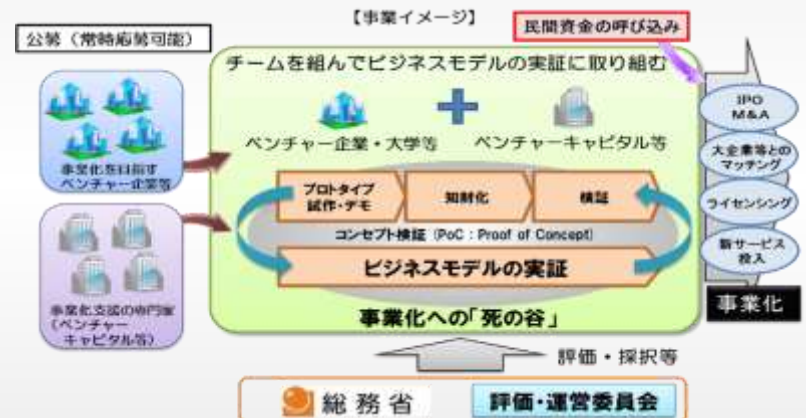 【事業イメージ】
民間資金の呼び込み
公募（常時応募可能）
チームを組んでビジネスモデルの実証に取り組む
ベンチャー企業・大学等
ベンチャーキャピタル等
事業化を目指す
ベンチャー企業等
事業化支援の専門家
（ベンチャー
キャピタル等）
プロトタイプ
試作・デモ
知財化
検証
コンセプト検証（PoC：Proof of Concept）
ビジネスモデルの実証
事業化への「死の谷」
IPO
M&A
大企業等との
マッチング
ライセンシング
新サービス
投入
事業化
評価・採択等
総務省
評価・運営委員会